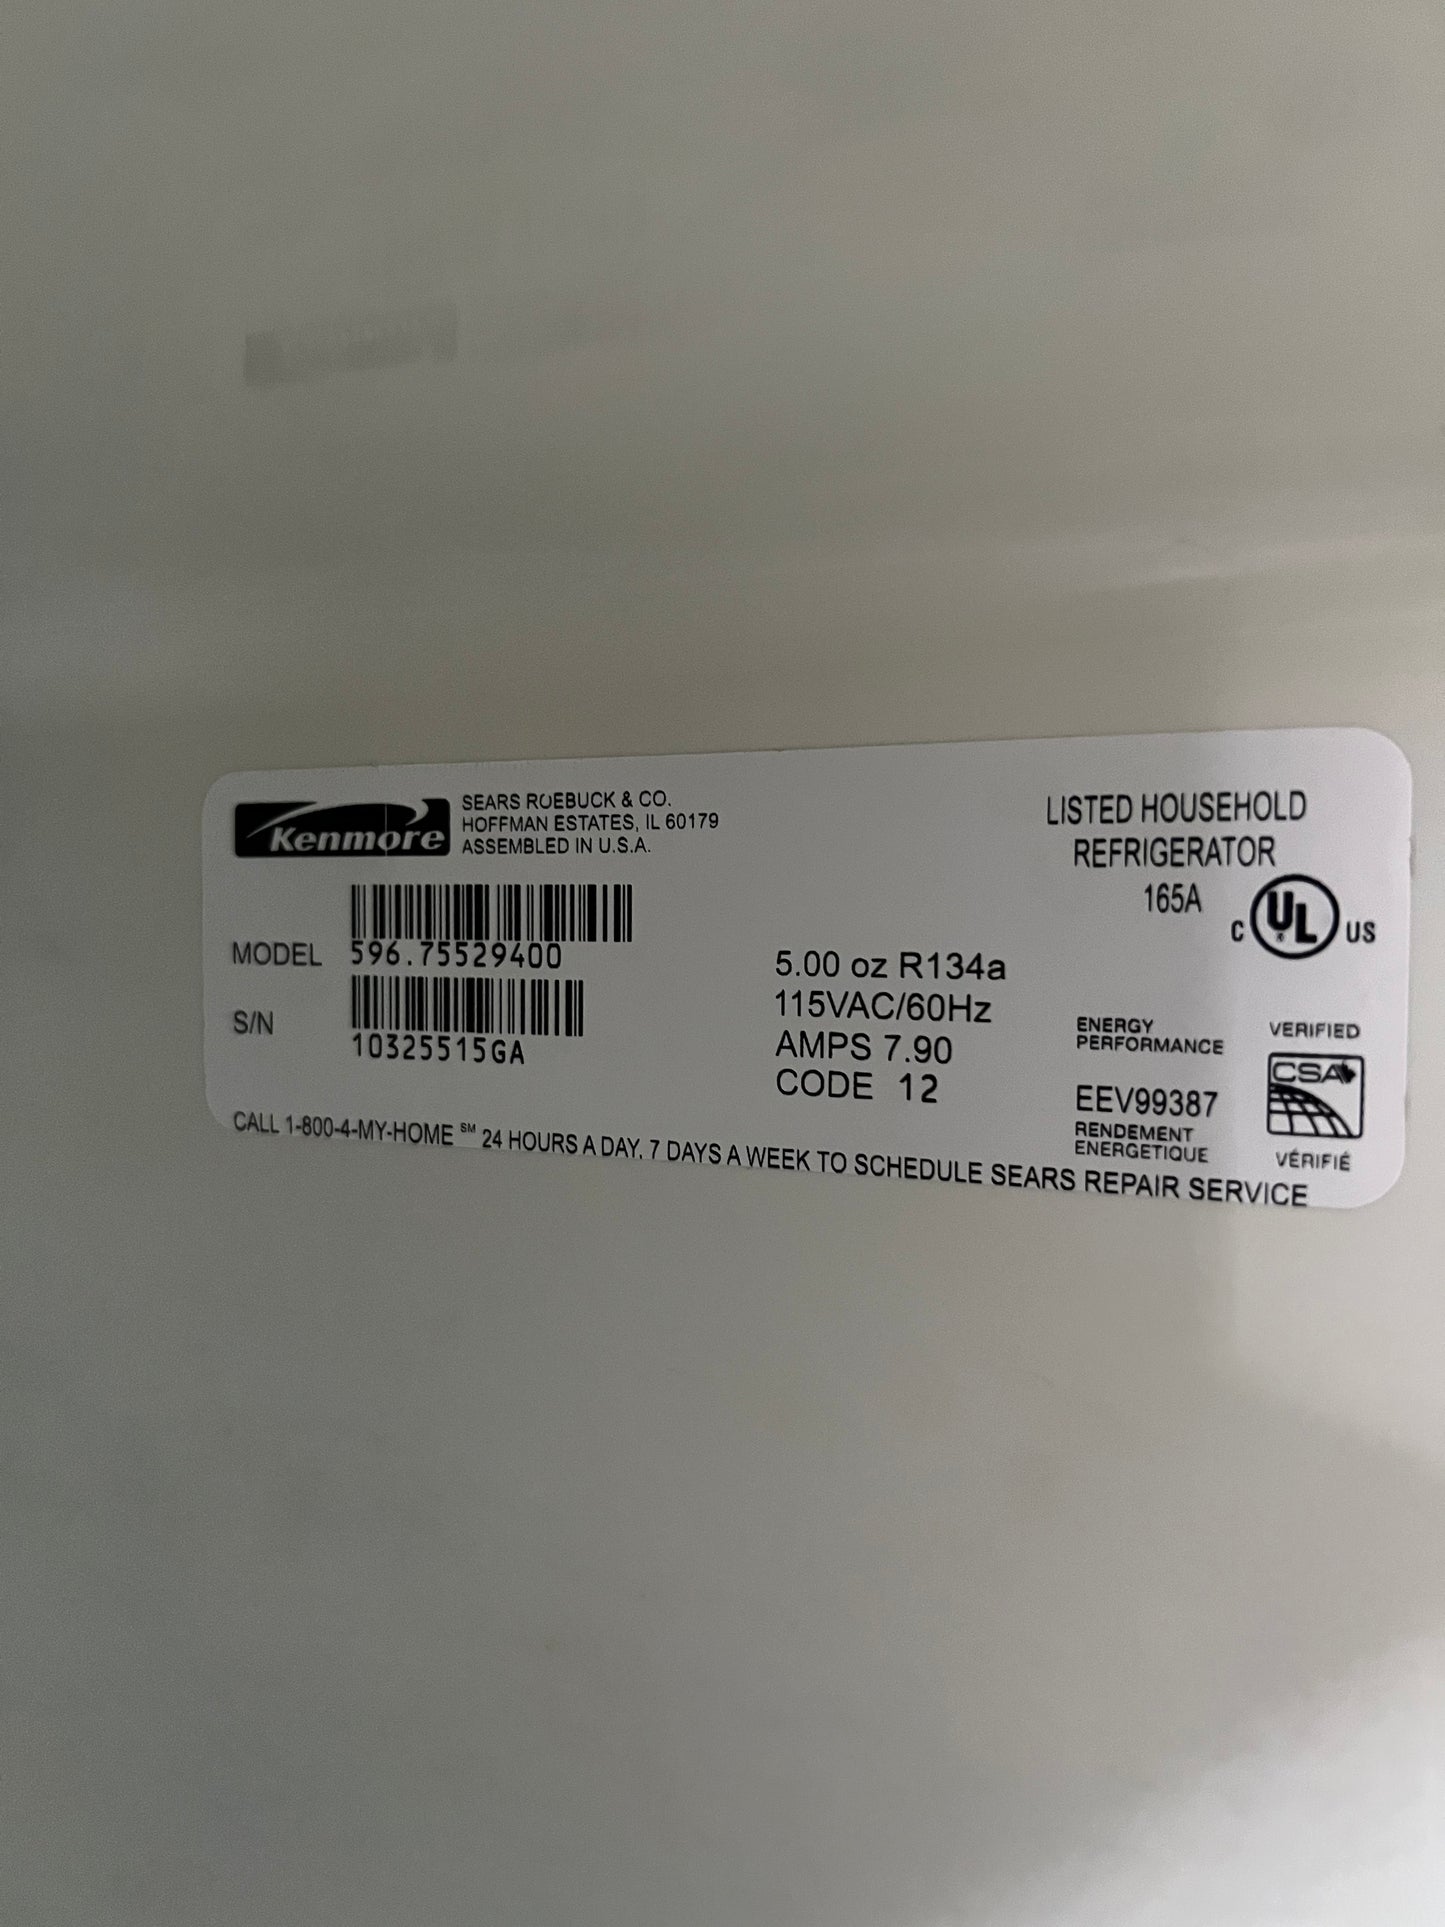 Kenmore
SEARS ROEBUCK & CO.
HOFFMAN ESTATES, IL 60179
ASSEMBLED IN U.S.A.
MODEL 596.75529400
S/N 10325515GA
5.00 oz R134a
115VAC/60Hz
AMPS 7.90
CODE 12
LISTED HOUSEHOLD
REFRIGERATOR
165A
C UL US
ENERGY
PERFORMANCE
EEV99387
RENDEMENT
ENERGETIQUE
VERIFIED
CSA
VÉRIFIÉ
CALL 1-800-4-MY-HOME SM 24 HOURS A DAY, 7 DAYS A WEEK TO SCHEDULE SEARS REPAIR SERVICE